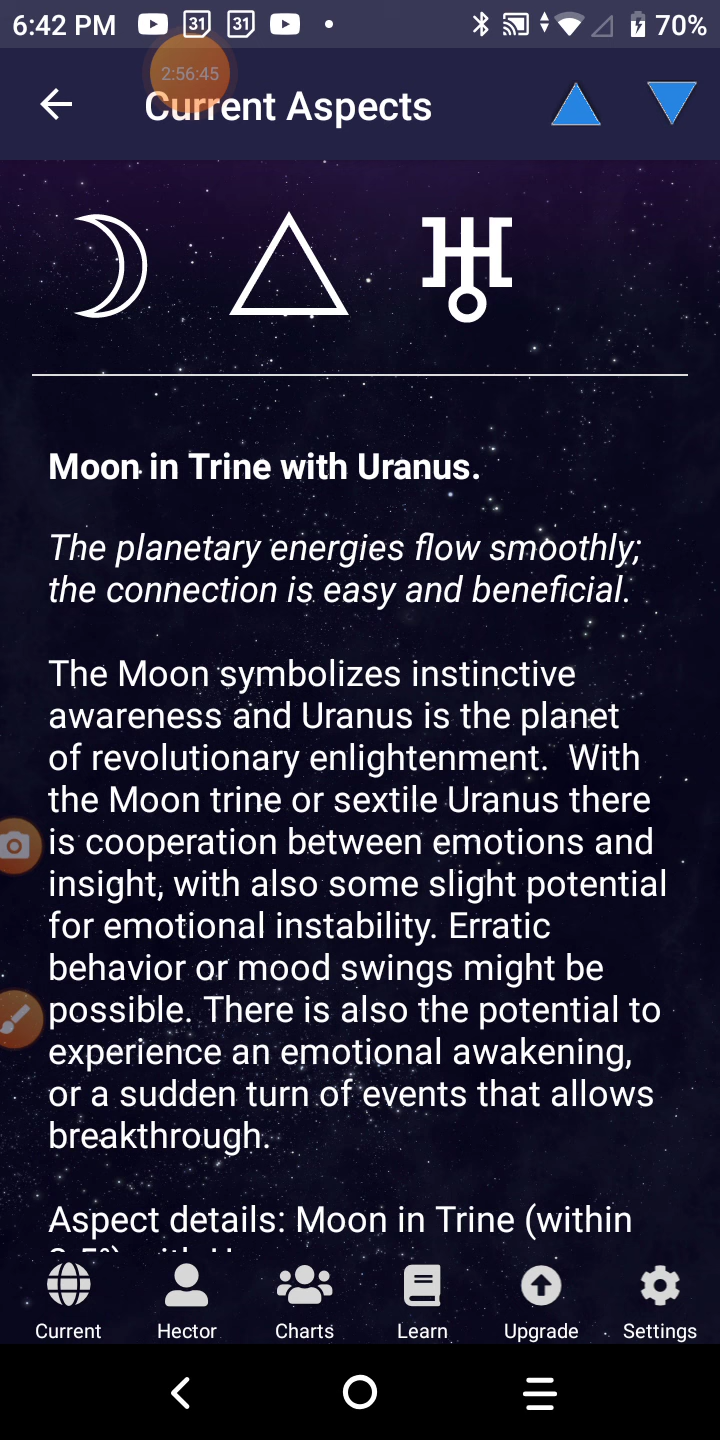 6:42 PM 31 31 70%
2:56:45
Current Aspects
Moon in Trine with Uranus.
The planetary energies flow smoothly;
the connection is easy and beneficial.
The Moon symbolizes instinctive
awareness and Uranus is the planet
of revolutionary enlightenment.  With
the Moon trine or sextile Uranus there
is cooperation between emotions and
insight, with also some slight potential
for emotional instability. Erratic
behavior or mood swings might be
possible. There is also the potential to
experience an emotional awakening,
or a sudden turn of events that allows
breakthrough.
Aspect details: Moon in Trine (within
Current Hector Charts Learn Upgrade Settings